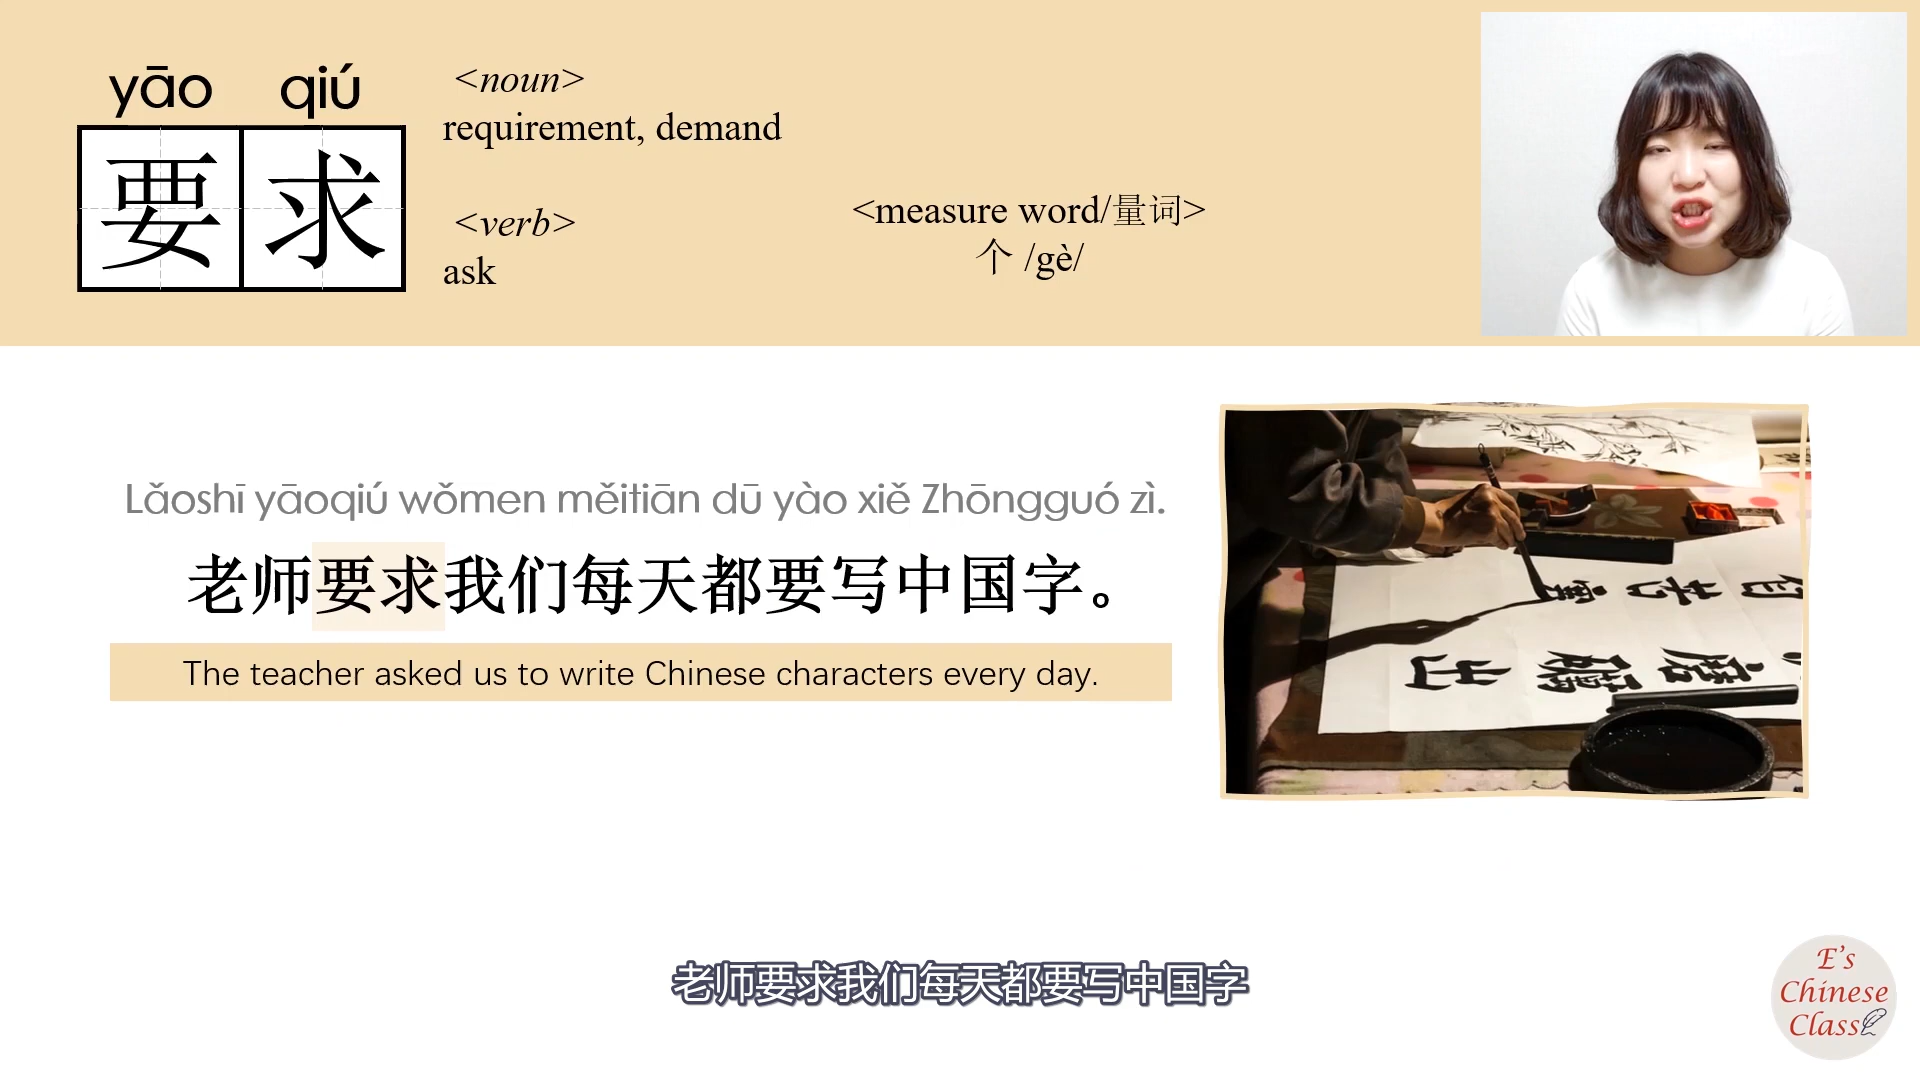 yāo qiú
要求
<noun>
requirement, demand
<verb>
ask
<measure word/量词>
个 /gè/
Lǎoshī yāoqiú wǒmen měitiān dū yào xiě Zhōngguó zì.
老师要求我们每天都要写中国字。
The teacher asked us to write Chinese characters every day.
老师要求我们每天都要写中国字
E's
Chinese
Class